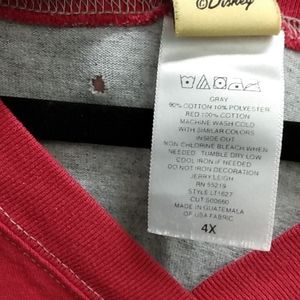 ©Disney
GRAY
90% COTTON 10% POLYESTER
RED 100% COTTON
MACHINE WASH COLD
WITH SIMILAR COLORS
INSIDE OUT
NON CHLORINE BLEACH WHEN
NEEDED. TUMBLE DRY LOW
COOL IRON IF NEEDED
DO NOT IRON DECORATION
JERRY LEIGH
RN 55219
STYLE LT1627
CUT S00660
MADE IN GUATEMALA
OF USA FABRIC
4X